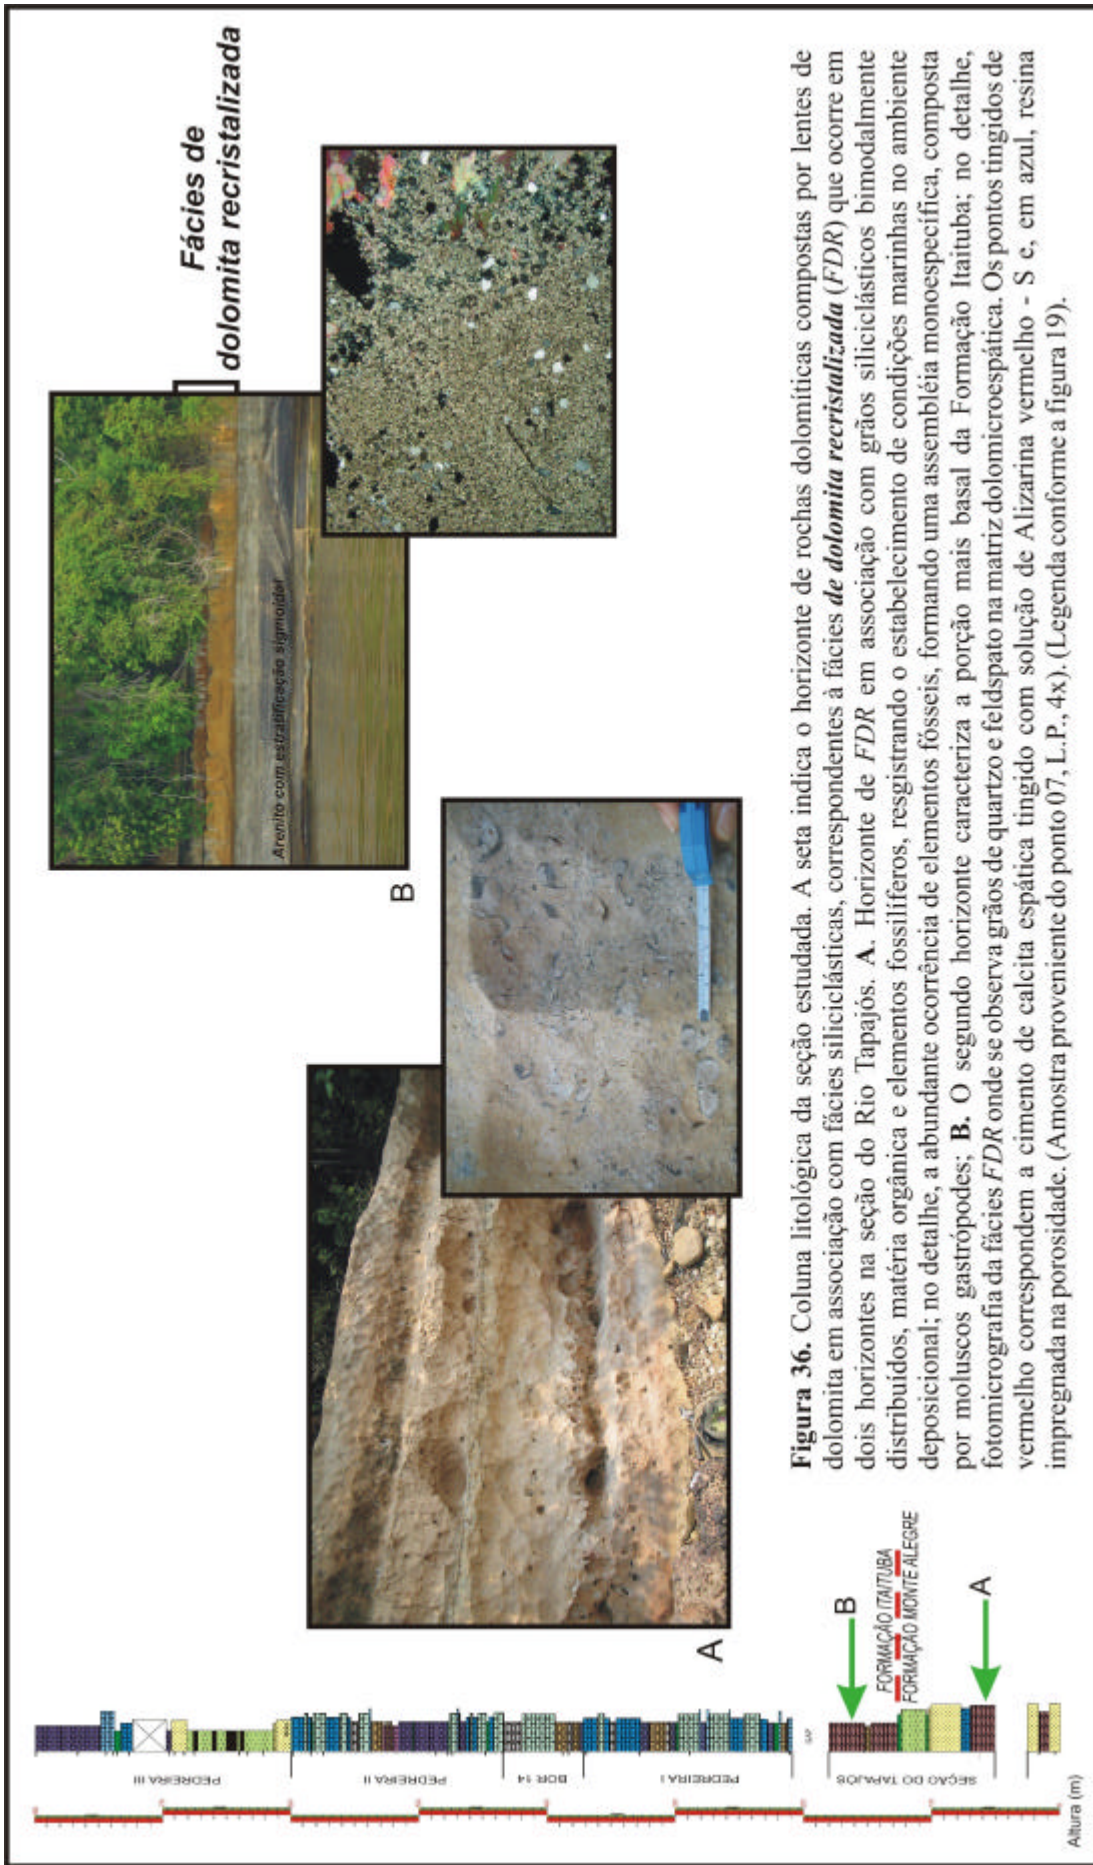 Fácies de
dolomita recristalizada
Arenito com estratificação sigmoidal
B
A
PEDREIRA III
PEDREIRA II
BOR 14
PEDREIRA I
GAP
SEÇÃO DO TAPAJÓS
Altura (m)
B
FORMAÇÃO ITAITUBA
FORMAÇÃO MONTE ALEGRE
A
Figura 36. Coluna litológica da seção estudada. A seta indica o horizonte de rochas dolomíticas compostas por lentes de
dolomita em associação com fácies siliciclásticas, correspondentes à fácies de dolomita recristalizada (FDR) que ocorre em
dois horizontes na seção do Rio Tapajós. A. Horizonte de FDR em associação com grãos siliciclásticos bimodalmente
distribuídos, matéria orgânica e elementos fossilíferos, resgistrando o estabelecimento de condições marinhas no ambiente
deposicional; no detalhe, a abundante ocorrência de elementos fósseis, formando uma assembléia monoespecífica, composta
por moluscos gastrópodes; B. O segundo horizonte caracteriza a porção mais basal da Formação Itaituba; no detalhe,
fotomicrografia da fácies FDR onde se observa grãos de quartzo e feldspato na matriz dolomicroespática. Os pontos tingidos de
vermelho correspondem a cimento de calcita espática tingido com solução de Alizarina vermelho - S e, em azul, resina
impregnada na porosidade. (Amostra proveniente do ponto 07, L.P., 4x). (Legenda conforme a figura 19).